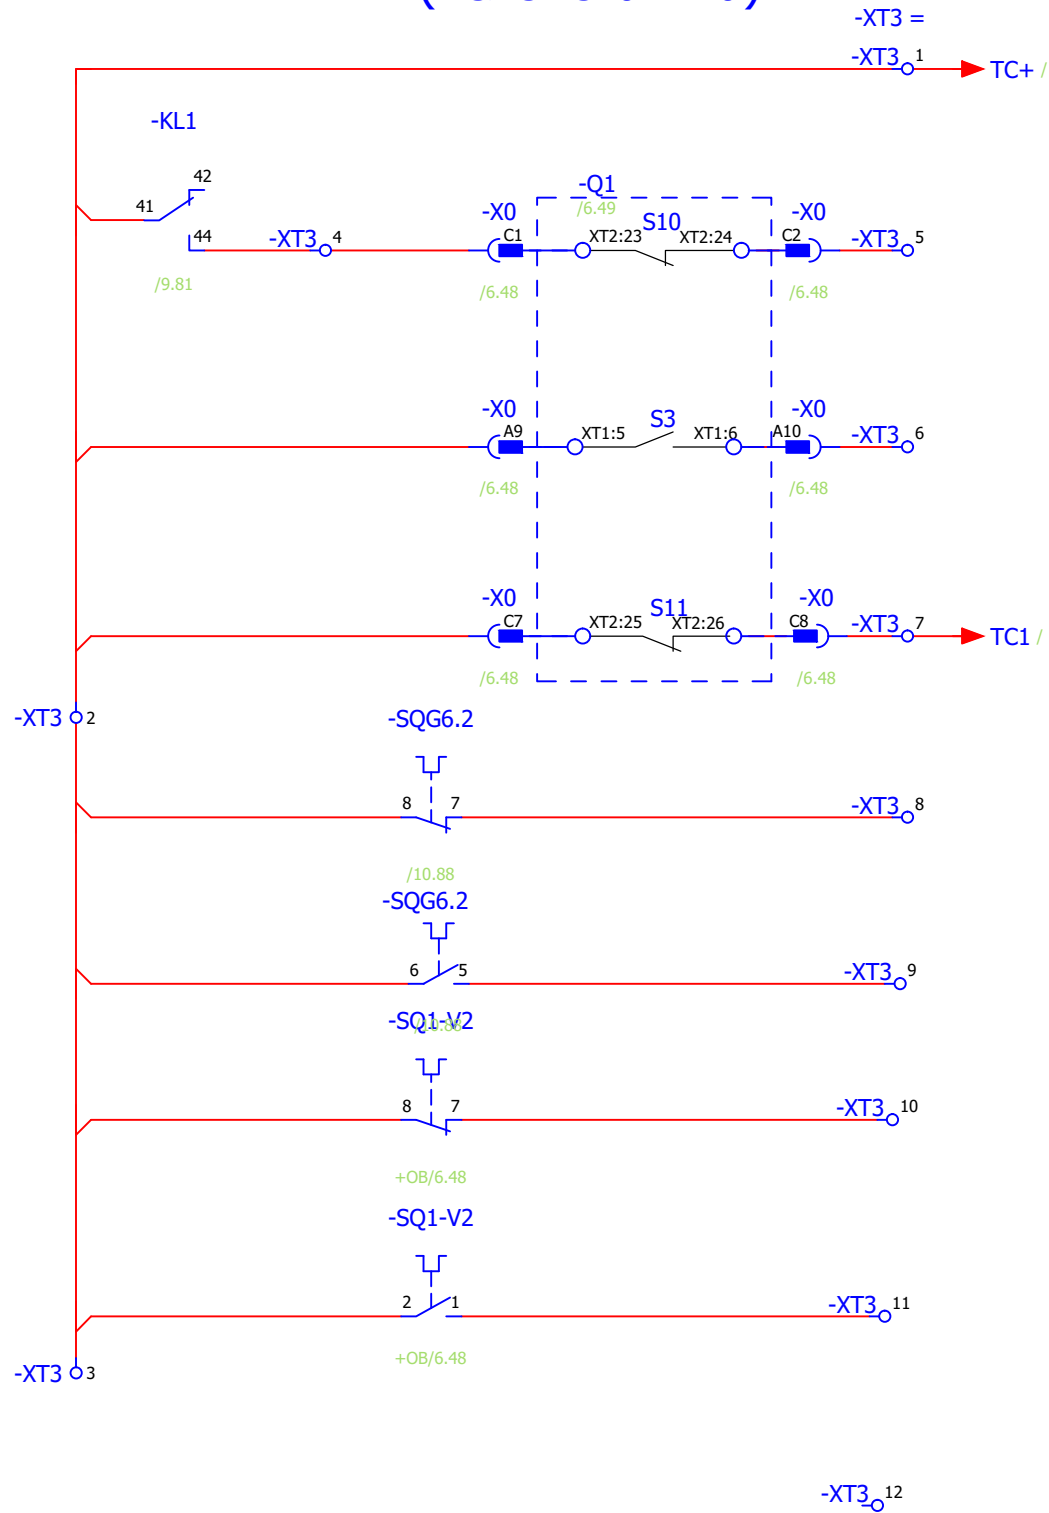 -XT3 =
-XT3 1
TC+ /
-KL1
42
41
44
/9.81
-XT3 4
-Q1
/6.49
-X0
C1
/6.48
XT2:23
S10
XT2:24
-X0
C2
/6.48
-XT3 5
-X0
A9
/6.48
XT1:5
S3
XT1:6
-X0
A10
/6.48
-XT3 6
-X0
C7
/6.48
XT2:25
S11
XT2:26
-X0
C8
/6.48
-XT3 7
TC1 /
-XT3 2
-SQG6.2
8 7
/10.88
-XT3 8
-SQG6.2
6 5
/10.88
-XT3 9
-SQ1-V2
8 7
+OB/6.48
-XT3 10
-SQ1-V2
2 1
+OB/6.48
-XT3 11
-XT3 3
-XT3 12